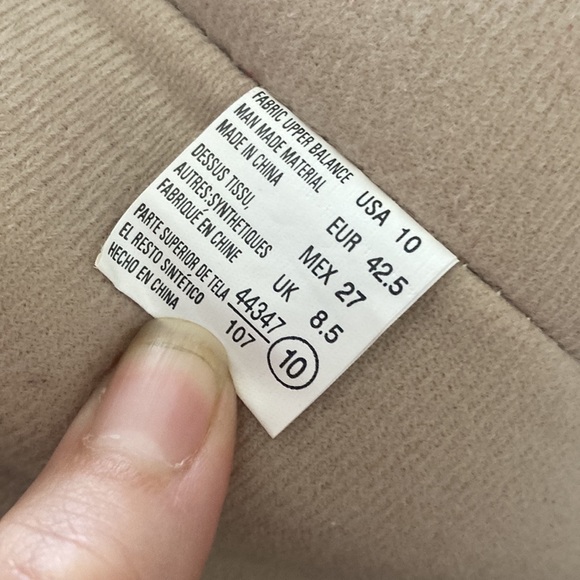 FABRIC UPPER BALANCE
MAN MADE MATERIAL
MADE IN CHINA
DESSUS TISSU,
AUTRES:SYNTHETIQUES
FABRIQUÉ EN CHINE
PARTE SUPERIOR DE TELA
EL RESTO SINTÉTICO
HECHO EN CHINA
USA 10
EUR 42.5
MEX 27
UK 8.5
44347
107
10